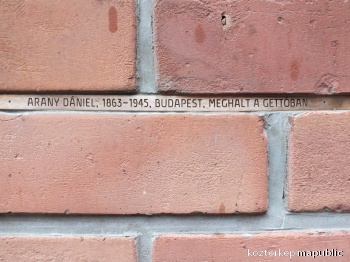 ARANY DÁNIEL, 1863–1945, BUDAPEST, MEGHALT A GETTÓBAN
kozterkep.mapublic